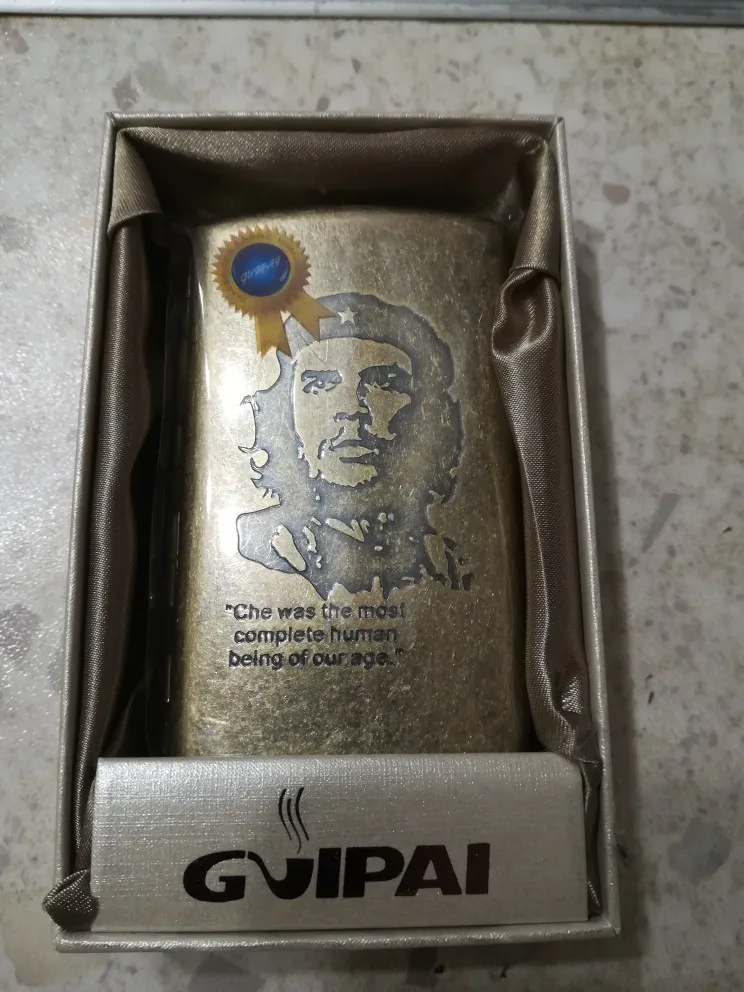 "Che was the most
complete human
being of our age."
GUIPAI